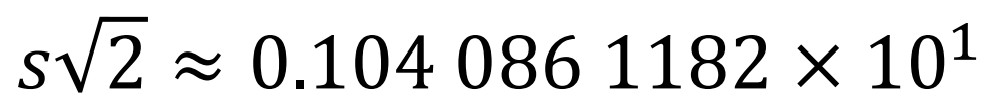 s√2 ≈ 0.104 086 1182 × 10¹